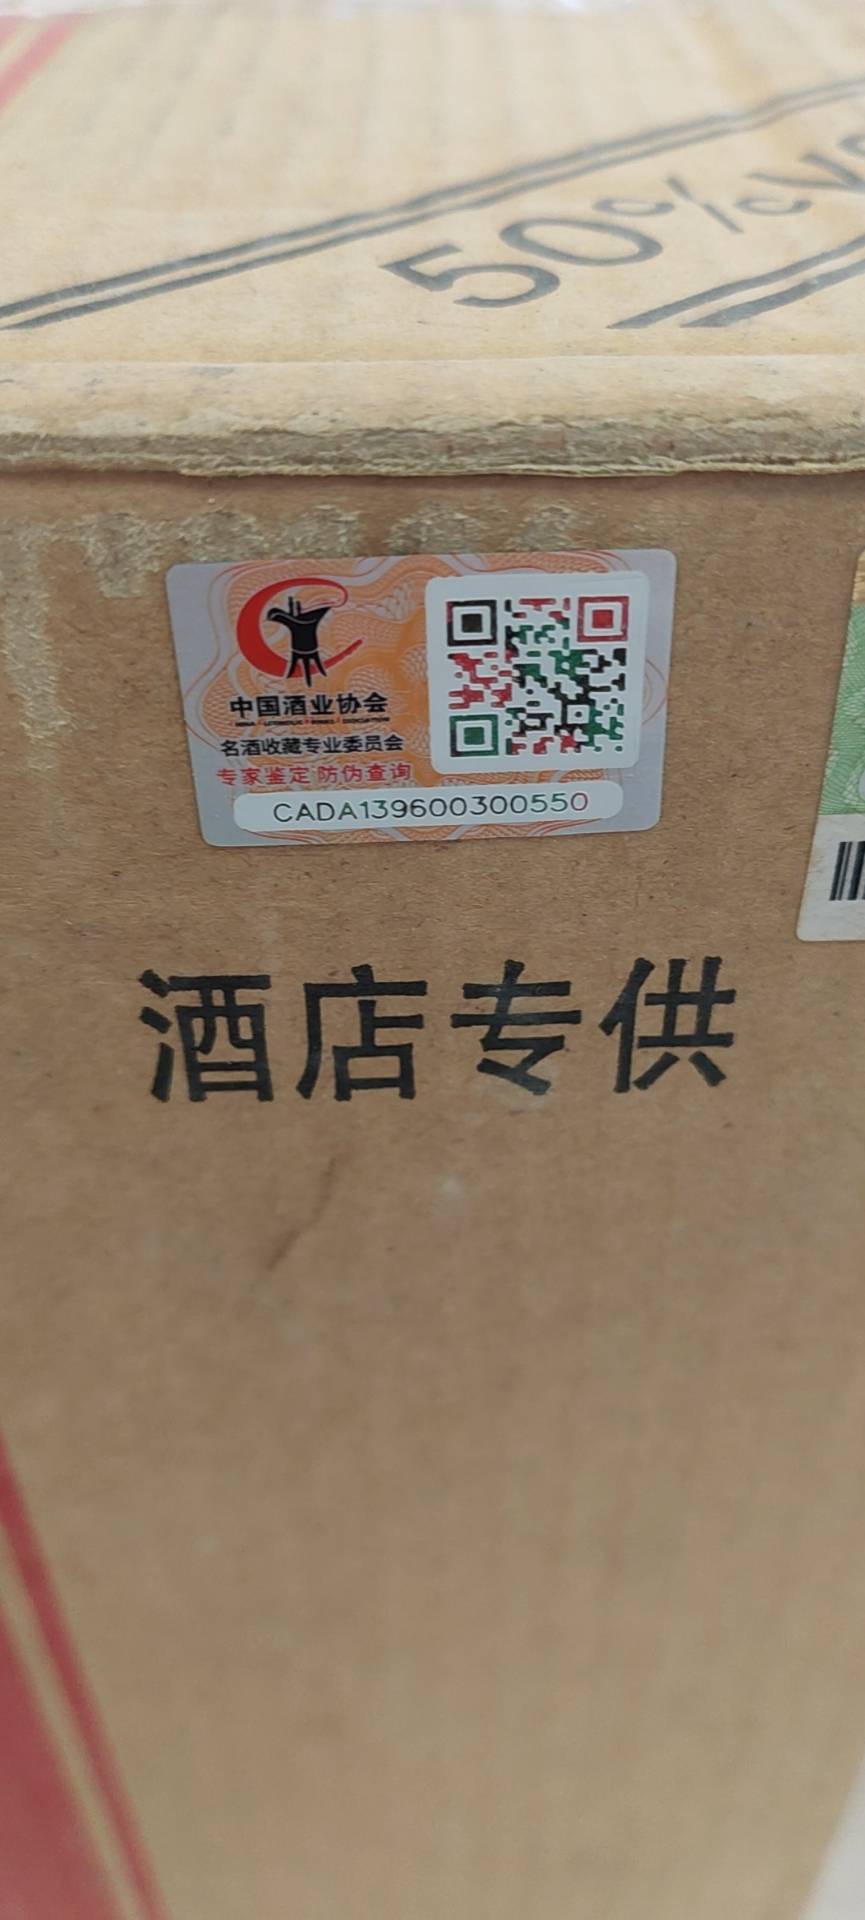 50%V
中国酒业协会
名酒收藏专业委员会
专家鉴定 防伪查询
CADA139600300550
酒店专供